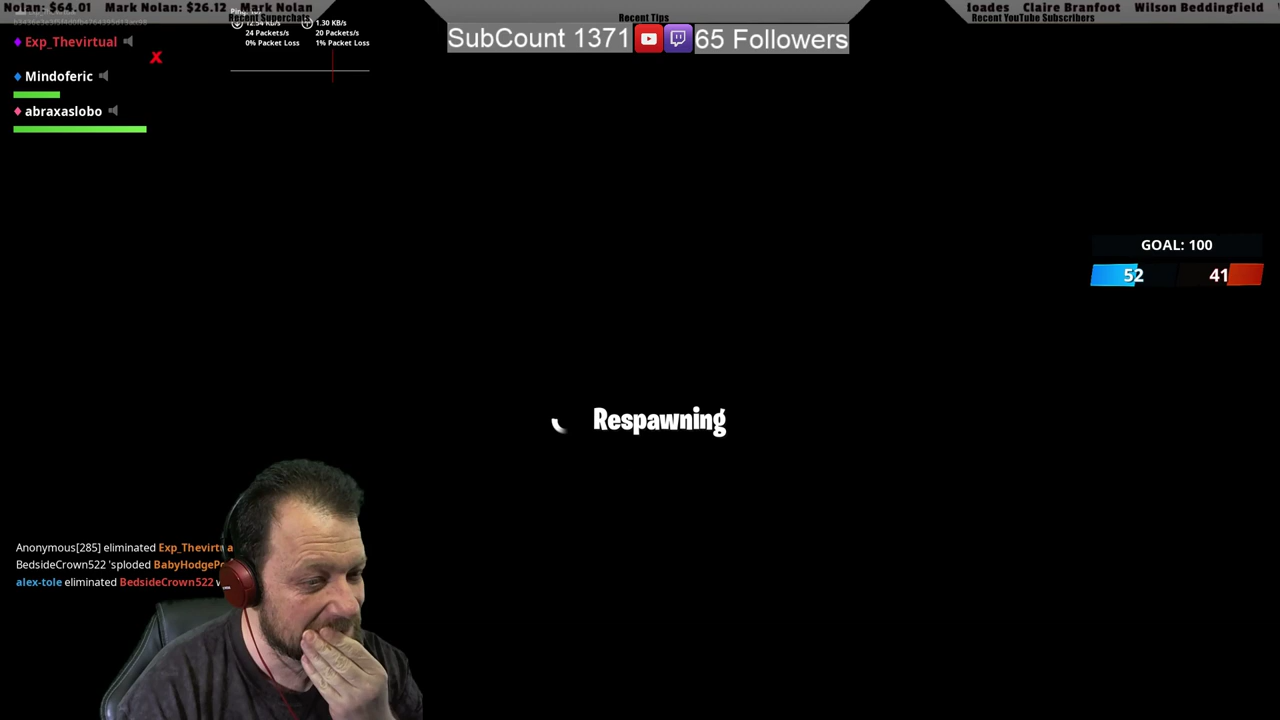 Nolan: $64.01 Mark Nolan: $26.12 Mark Nolan
Recent Superchats
Recent Tips
loades Claire Branfoot Wilson Beddingfield
Recent YouTube Subscribers
1.30 KB/s
24 Packets/s 20 Packets/s
0% Packet Loss 1% Packet Loss
SubCount 1371 65 Followers
Exp_Thevirtual
X
Mindoferic
abraxaslobo
GOAL: 100
52 41
Respawning
Anonymous[285] eliminated Exp_Thevirtua
BedsideCrown522 'sploded BabyHodgePo
alex-tole eliminated BedsideCrown522 w